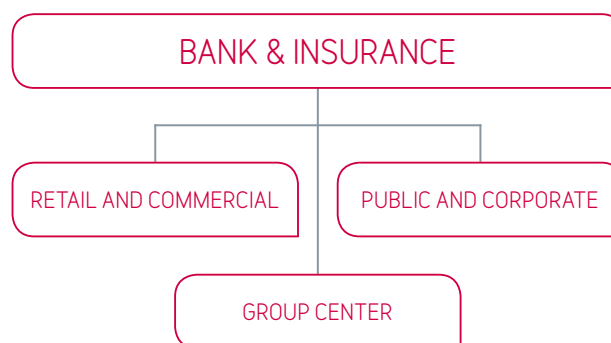 BANK & INSURANCE
RETAIL AND COMMERCIAL
PUBLIC AND CORPORATE
GROUP CENTER